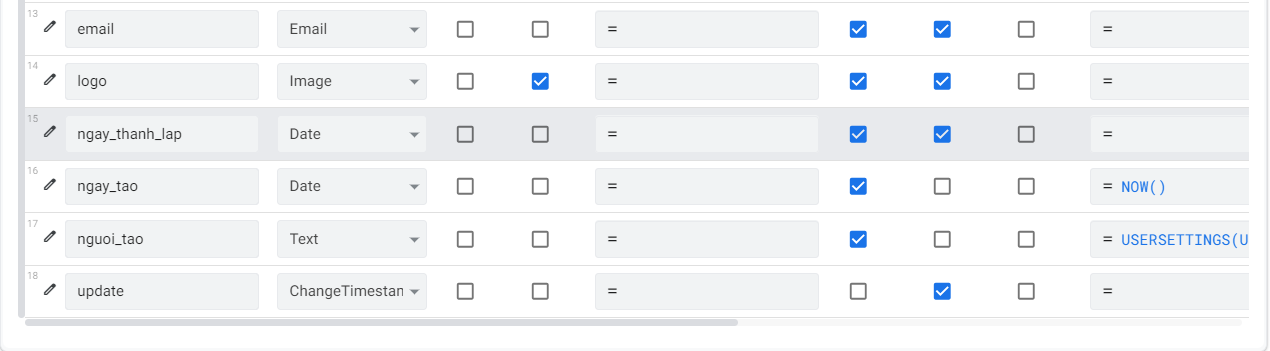 13 email Email = =
14 logo Image = =
15 ngay_thanh_lap Date = =
16 ngay_tao Date = = NOW()
17 nguoi_tao Text = = USERSETTINGS(U
18 update ChangeTimestan = =